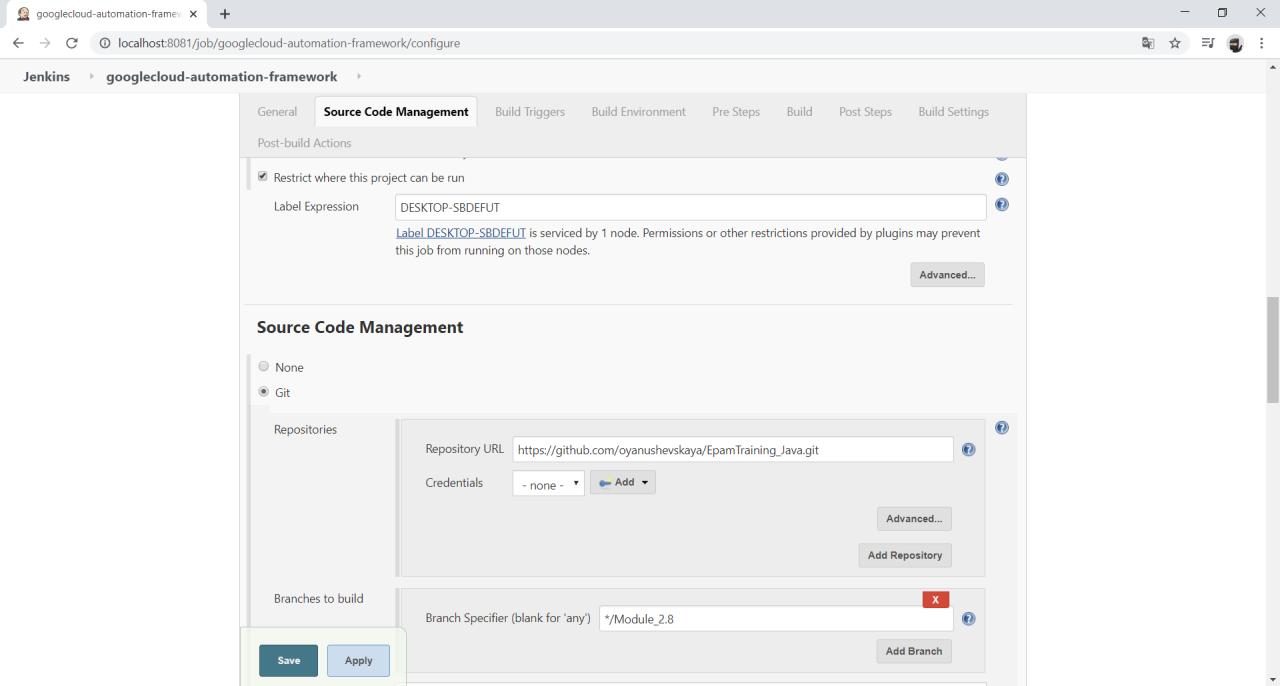 googlecloud-automation-framew
localhost:8081/job/googlecloud-automation-framework/configure
Jenkins googlecloud-automation-framework
General Source Code Management Build Triggers Build Environment Pre Steps Build Post Steps Build Settings
Post-build Actions
Restrict where this project can be run
Label Expression DESKTOP-SBDEFUT
Label DESKTOP-SBDEFUT is serviced by 1 node. Permissions or other restrictions provided by plugins may prevent
this job from running on those nodes.
Advanced...
Source Code Management
None
Git
Repositories
Repository URL https://github.com/oyanushevskaya/EpamTraining_Java.git
Credentials - none - Add
Advanced...
Add Repository
Branches to build
X
Branch Specifier (blank for 'any') */Module_2.8
Add Branch
Save Apply